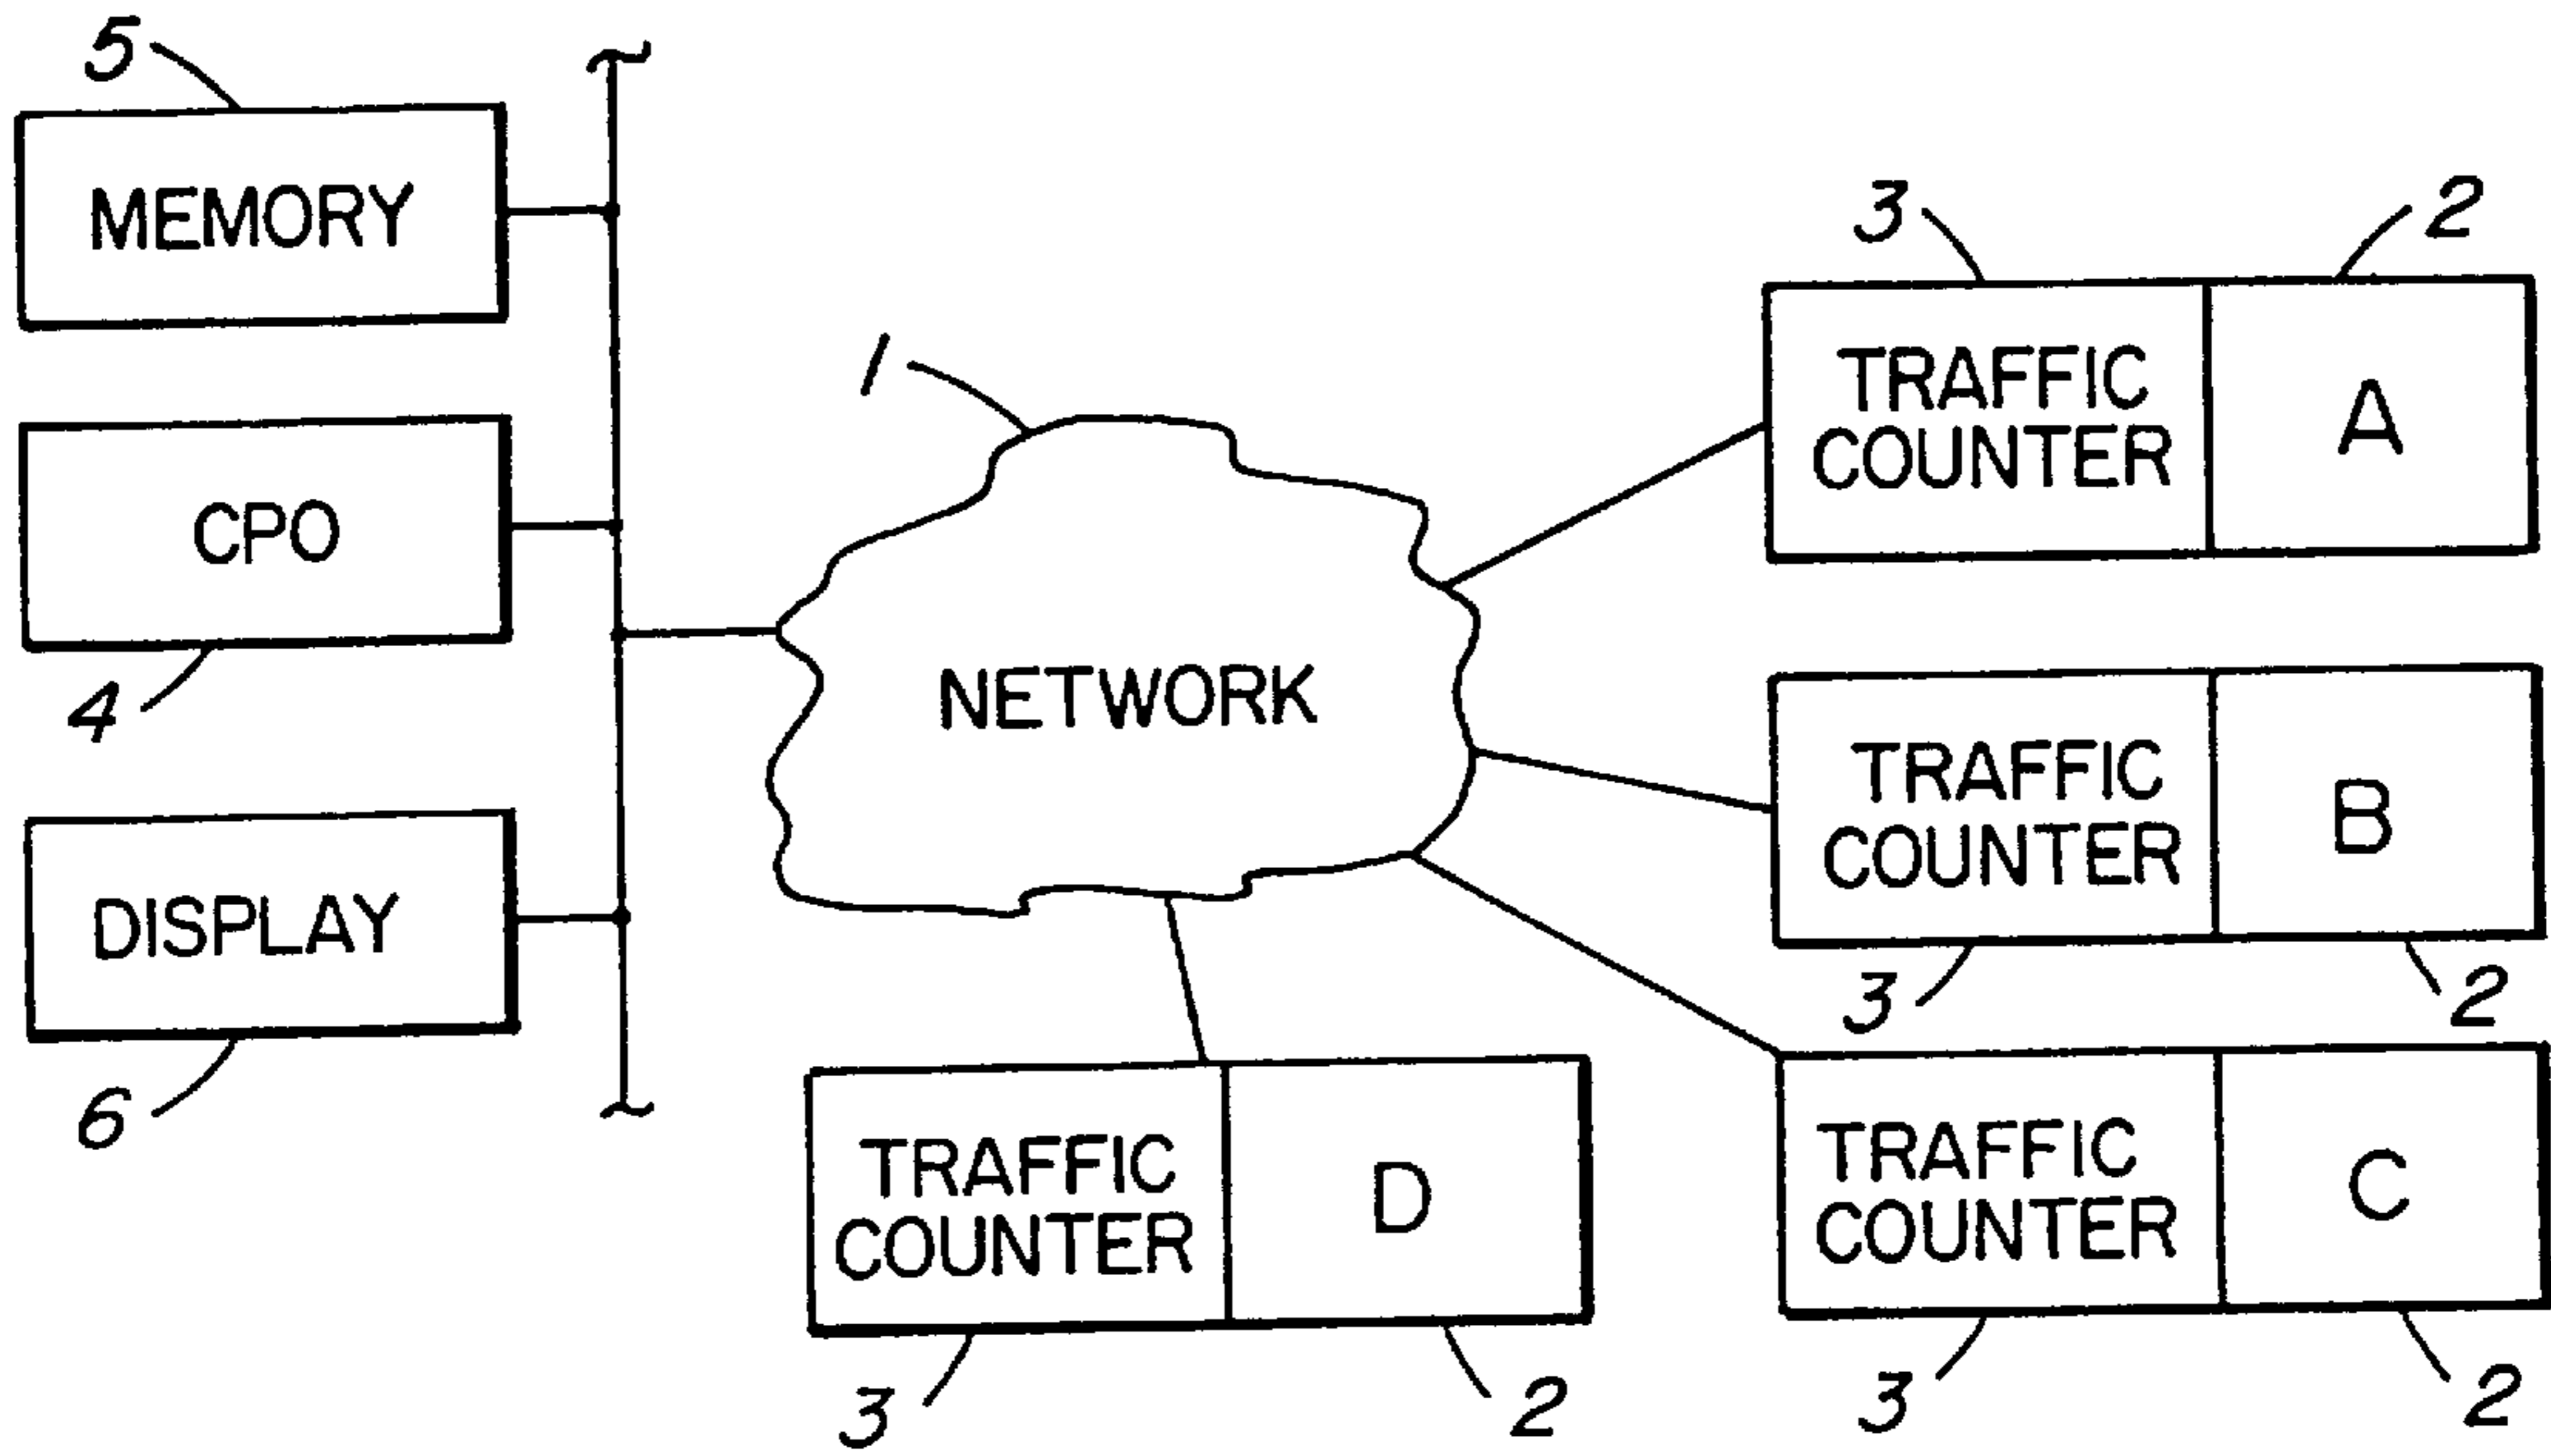 5
MEMORY
CPO
4
DISPLAY
6
1
NETWORK
3
2
TRAFFIC
COUNTER
A
TRAFFIC
COUNTER
B
3
2
TRAFFIC
COUNTER
C
3
2
TRAFFIC
COUNTER
D
3
2